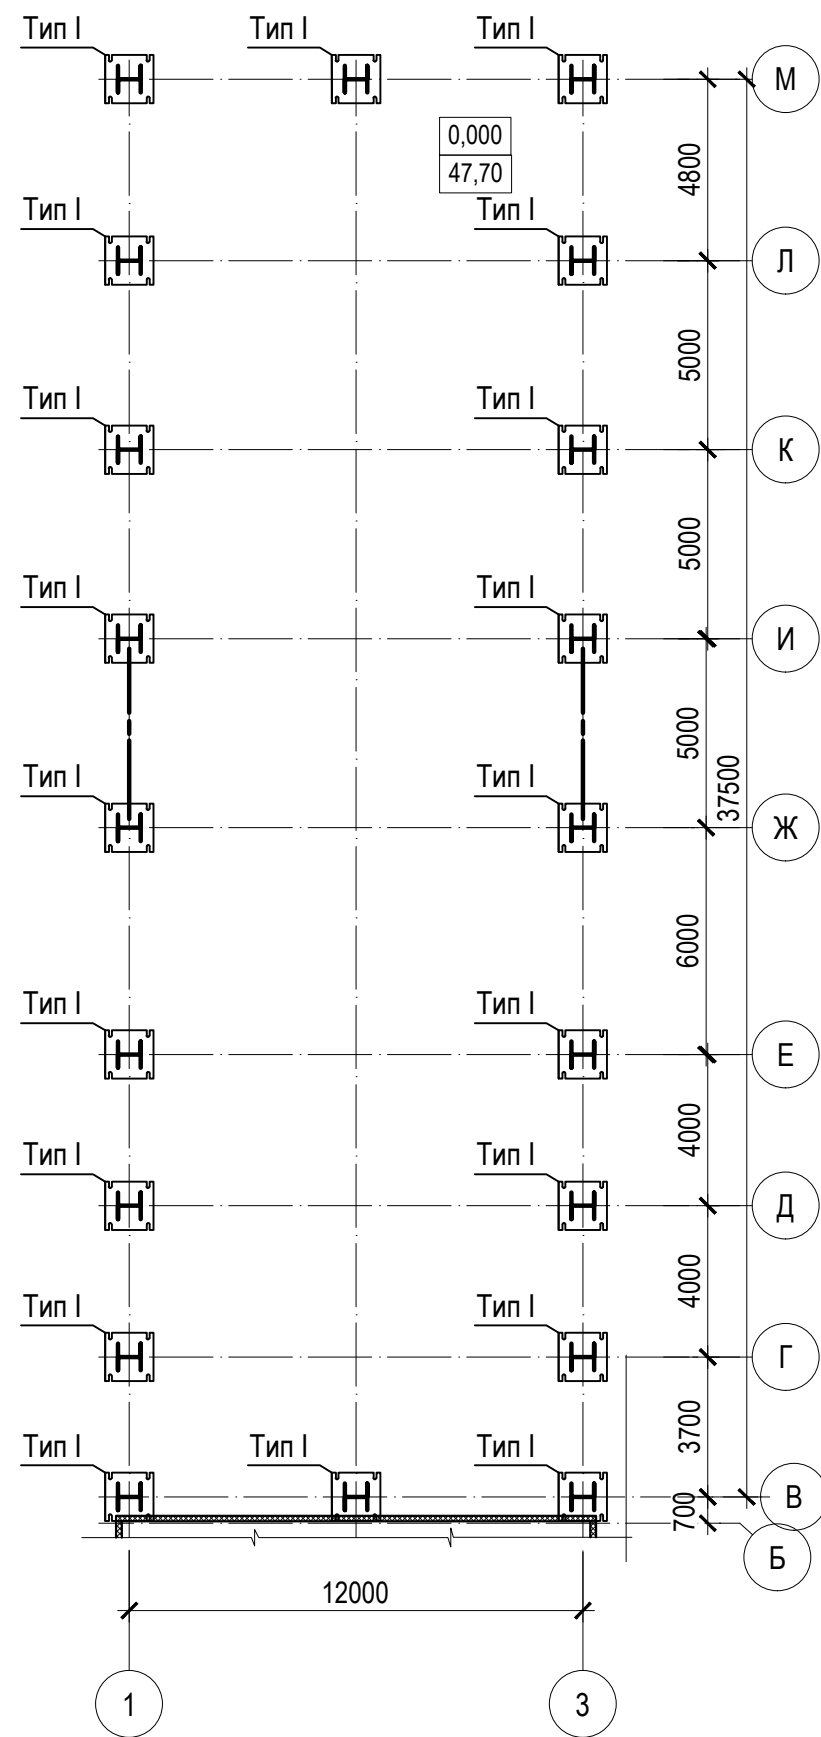 Тип I
Тип I
Тип I
М
0,000
47,70
4800
Тип I
Тип I
Л
5000
Тип I
Тип I
К
5000
Тип I
Тип I
И
5000
37500
Тип I
Тип I
Ж
6000
Тип I
Тип I
Е
4000
Тип I
Тип I
Д
4000
Тип I
Тип I
Г
3700
Тип I
Тип I
Тип I
В
700
Б
12000
1
3